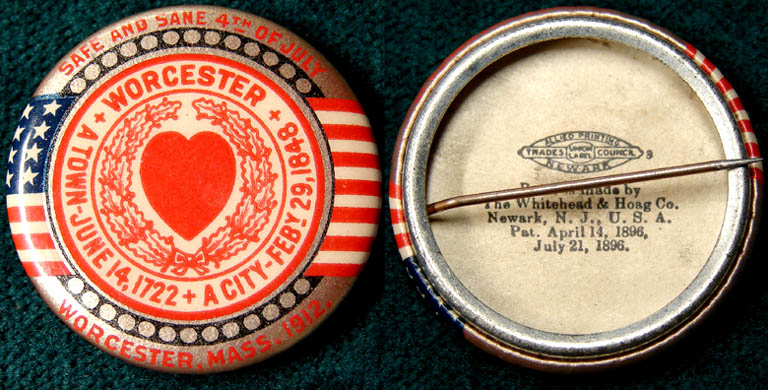 SAFE AND SANE 4TH OF JULY
WORCESTER
A TOWN-JUNE 14, 1722 + A CITY-FEBY 29, 1848 +
WORCESTER, MASS. 1912.
ALLIED PRINTING
TRADES UNION LABEL COUNCIL 8
NEWARK
made by
The Whitehead & Hoag Co.
Newark, N. J., U. S. A.
Pat. April 14, 1896,
July 21, 1896.